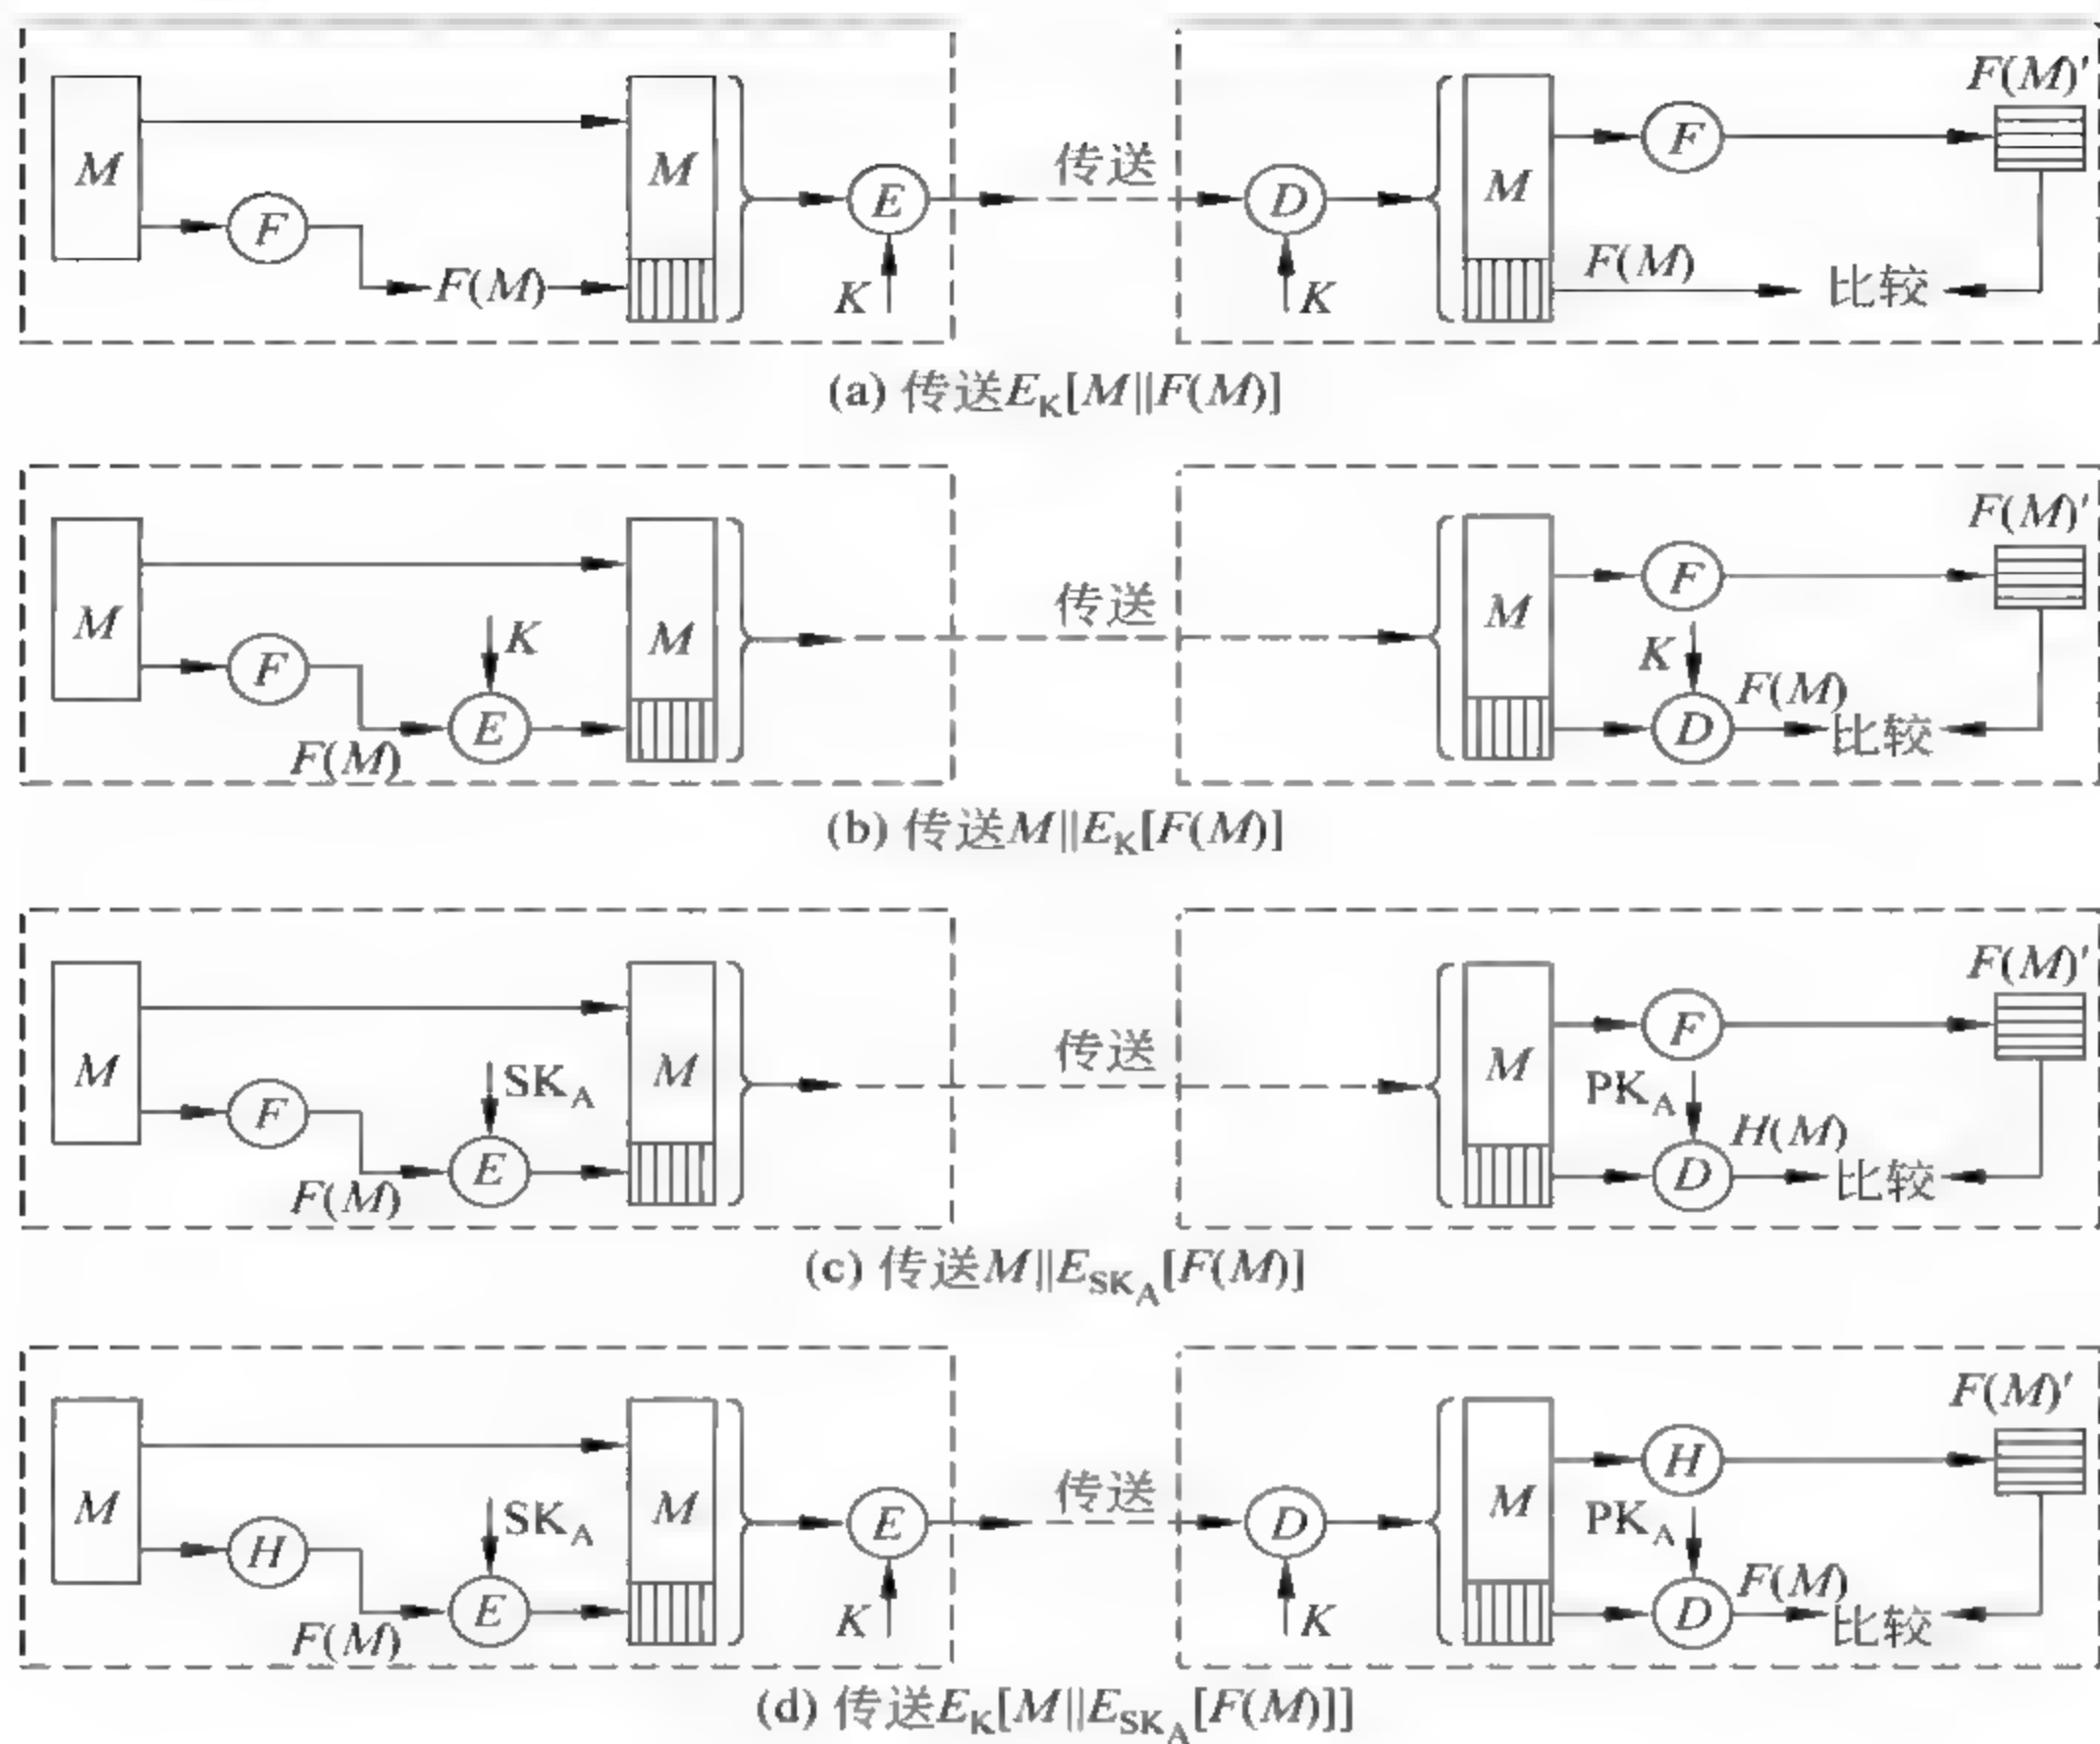 F(M)'
M
M
传送
M
F
F
E
D
F(M)
F(M)
比较
K
K
(a) 传送E_K[M||F(M)]
F(M)'
传送
M
F
M
K
M
K
F
F(M)
E
D
比较
F(M)
(b) 传送M||E_K[F(M)]
F(M)'
传送
M
F
M
SK_A
M
PK_A
F
H(M)
E
D
比较
F(M)
(c) 传送M||E_SK_A[F(M)]
F(M)'
H
传送
M
M
SK_A
M
E
D
PK_A
H
F(M)
E
D
比较
F(M)
K
K
(d) 传送E_K[M||E_SK_A[F(M)]]